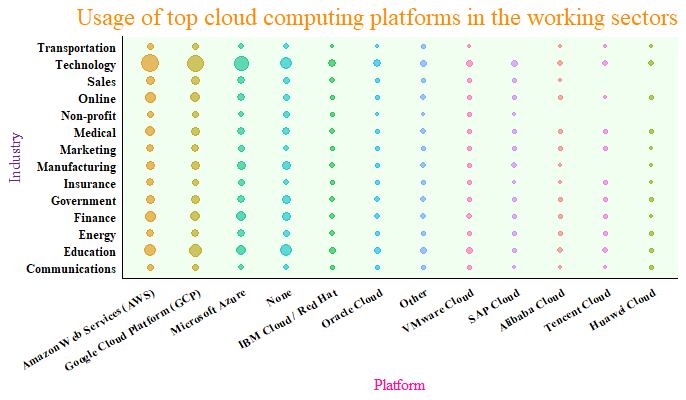 Usage of top cloud computing platforms in the working sectors
Industry
Transportation
Technology
Sales
Online
Non-profit
Medical
Marketing
Manufacturing
Insurance
Government
Finance
Energy
Education
Communications
Amazon Web Services (AWS)
Google Cloud Platform (GCP)
Microsoft Azure
None
IBM Cloud / Red Hat
Oracle Cloud
Other
VMware Cloud
SAP Cloud
Alibaba Cloud
Tencent Cloud
Huawei Cloud
Platform